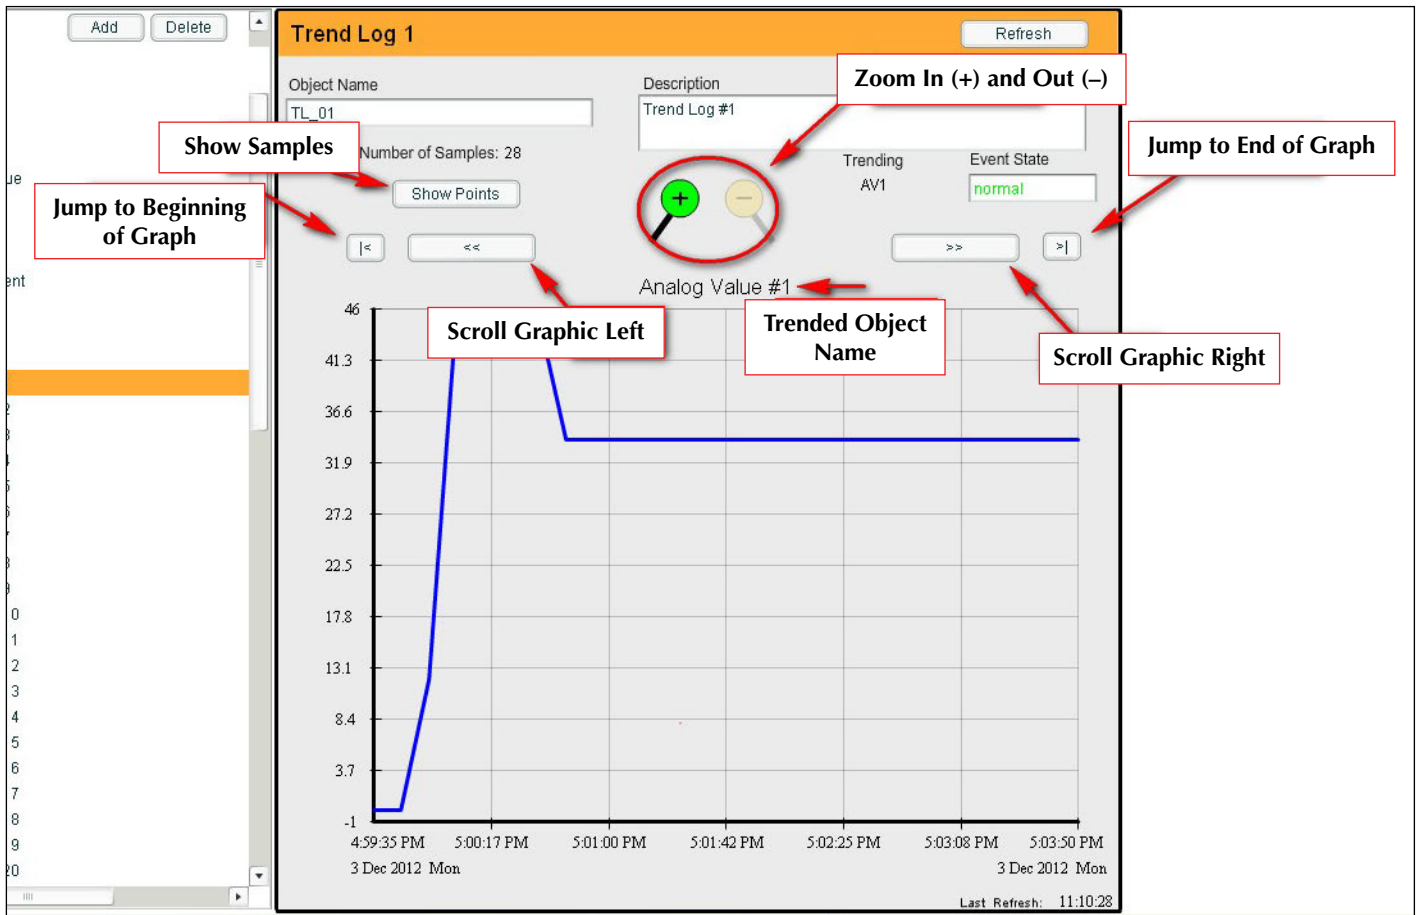 Add Delete
Trend Log 1
Refresh
Object Name
TL_01
Description
Trend Log #1
Zoom In (+) and Out (–)
Show Samples
Number of Samples: 28
Show Points
Trending
AV1
Event State
normal
Jump to End of Graph
Jump to Beginning
of Graph
|<
<<
>>
>|
Analog Value #1
Scroll Graphic Left
Trended Object
Name
Scroll Graphic Right
46
41.3
36.6
31.9
27.2
22.5
17.8
13.1
8.4
3.7
-1
4:59:35 PM 5:00:17 PM 5:01:00 PM 5:01:42 PM 5:02:25 PM 5:03:08 PM 5:03:50 PM
3 Dec 2012 Mon
3 Dec 2012 Mon
Last Refresh: 11:10:28
ue
ent
0
1
2
3
4
5
6
7
8
9
20